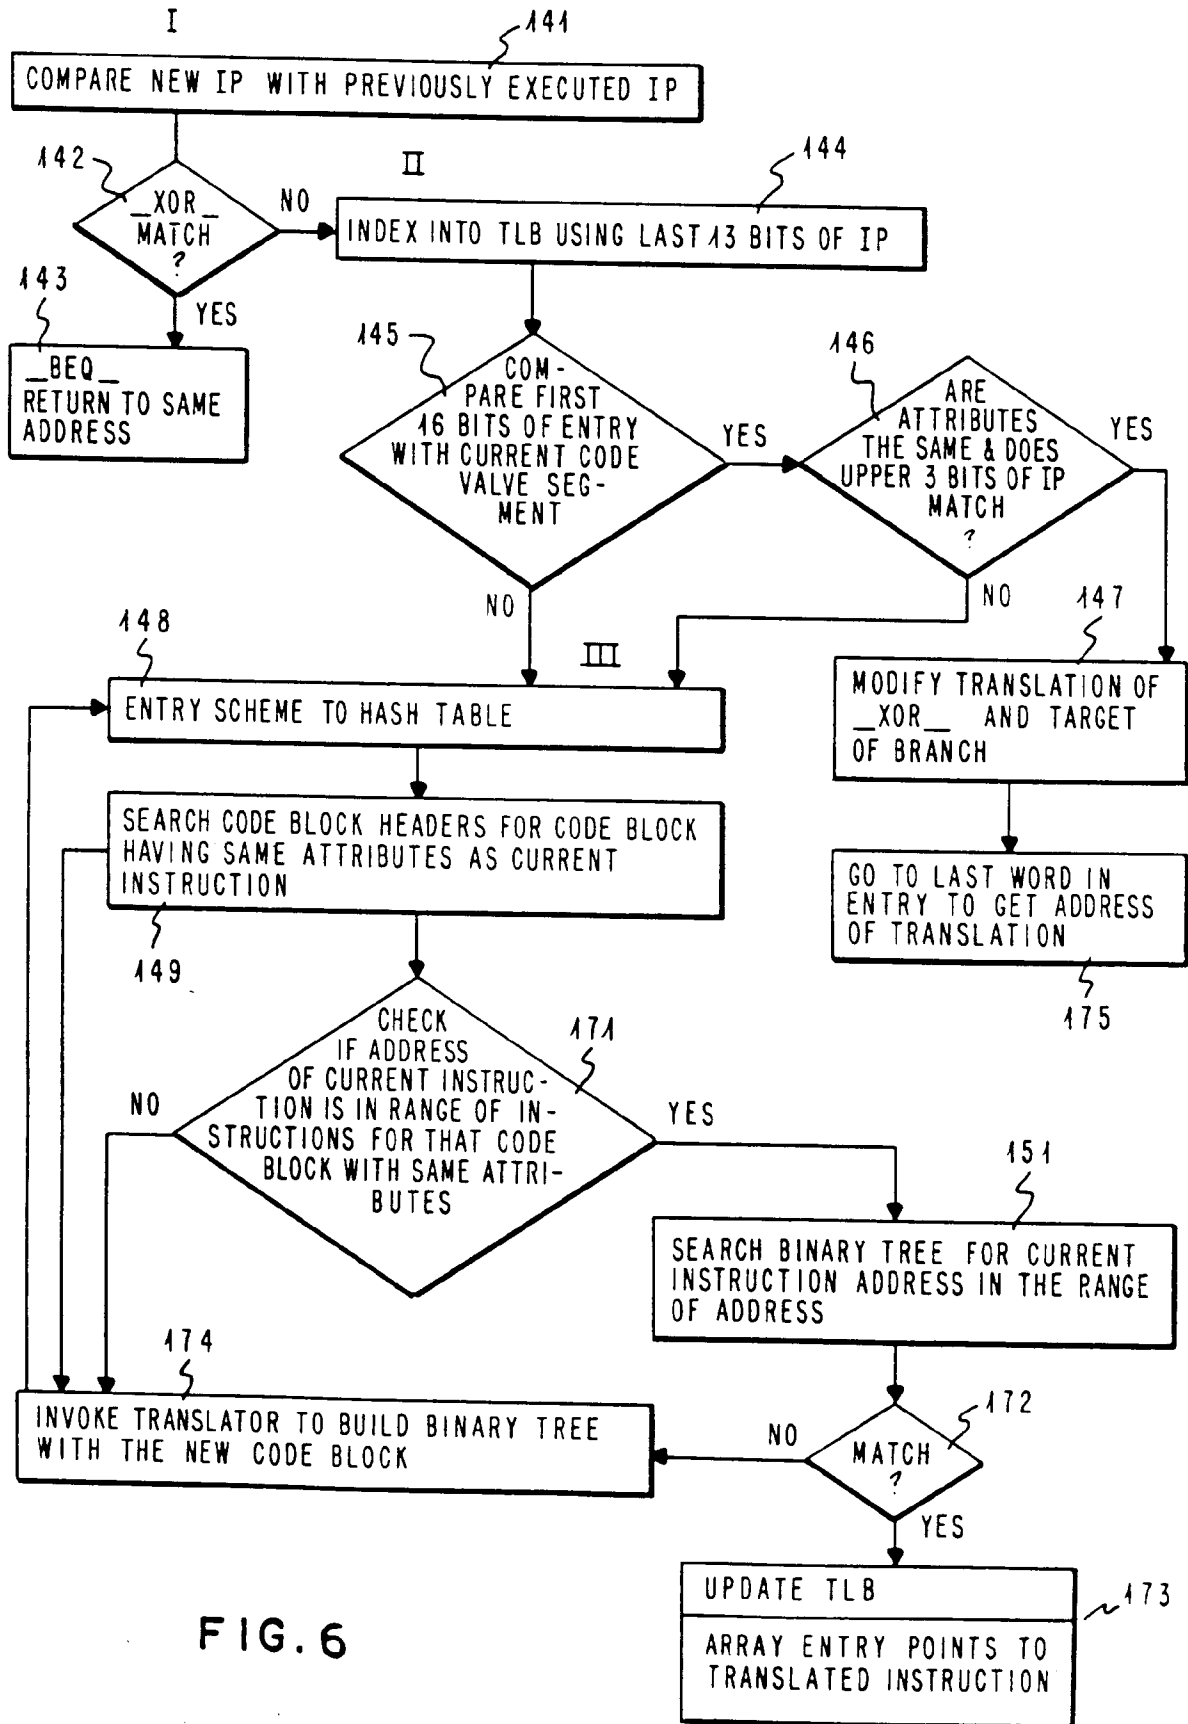 I
141
COMPARE NEW IP WITH PREVIOUSLY EXECUTED IP
142
_XOR_
MATCH
?
NO
YES
143
_BEQ_
RETURN TO SAME
ADDRESS
II
144
INDEX INTO TLB USING LAST 13 BITS OF IP
145
COM-
PARE FIRST
16 BITS OF ENTRY
WITH CURRENT CODE
VALVE SEG-
MENT
YES
NO
146
ARE
ATTRIBUTES
THE SAME & DOES
UPPER 3 BITS OF IP
MATCH
?
YES
NO
147
MODIFY TRANSLATION OF
_XOR_ AND TARGET
OF BRANCH
GO TO LAST WORD IN
ENTRY TO GET ADDRESS
OF TRANSLATION
175
148
III
ENTRY SCHEME TO HASH TABLE
SEARCH CODE BLOCK HEADERS FOR CODE BLOCK
HAVING SAME ATTRIBUTES AS CURRENT
INSTRUCTION
149
CHECK
IF ADDRESS
OF CURRENT INSTRUC-
TION IS IN RANGE OF IN-
STRUCTIONS FOR THAT CODE
BLOCK WITH SAME ATTRI-
BUTES
171
NO
YES
151
SEARCH BINARY TREE FOR CURRENT
INSTRUCTION ADDRESS IN THE RANGE
OF ADDRESS
174
INVOKE TRANSLATOR TO BUILD BINARY TREE
WITH THE NEW CODE BLOCK
172
MATCH
?
NO
YES
UPDATE TLB
173
ARRAY ENTRY POINTS TO
TRANSLATED INSTRUCTION
FIG. 6